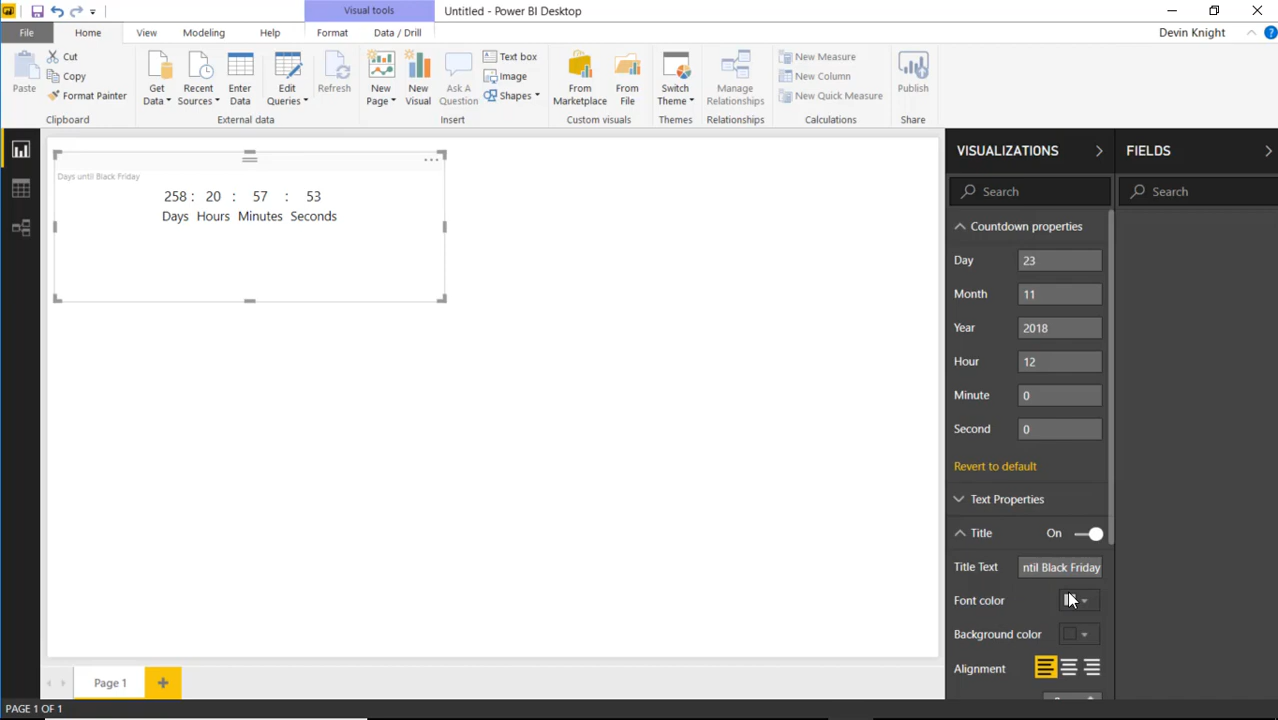 Visual tools
Untitled - Power BI Desktop
File
Home
View
Modeling
Help
Format
Data / Drill
Devin Knight
Paste
Cut
Copy
Format Painter
Clipboard
Get Data
Recent Sources
Enter Data
Edit Queries
Refresh
External data
New Page
New Visual
Ask A Question
Text box
Image
Shapes
Insert
From Marketplace
From File
Custom visuals
Switch Theme
Themes
Manage Relationships
Relationships
New Measure
New Column
New Quick Measure
Calculations
Publish
Share
Days until Black Friday
258 : 20 : 57 : 53
Days Hours Minutes Seconds
VISUALIZATIONS
Search
Countdown properties
Day 23
Month 11
Year 2018
Hour 12
Minute 0
Second 0
Revert to default
Text Properties
Title On
Title Text ntil Black Friday
Font color
Background color
Alignment
FIELDS
Search
Page 1
PAGE 1 OF 1